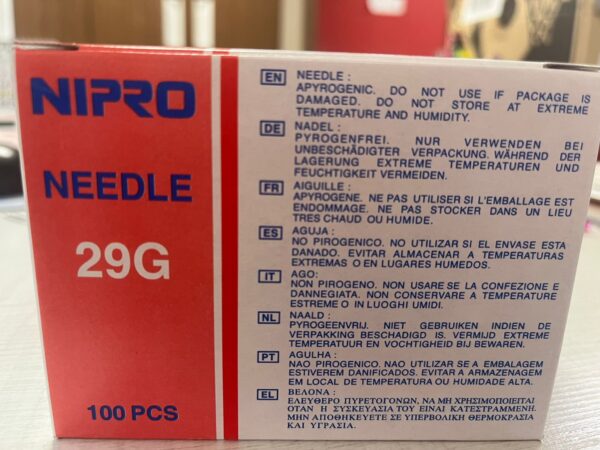 NIPRO
NEEDLE
29G
100 PCS
EN NEEDLE :
APYROGENIC. DO NOT USE IF PACKAGE IS
DAMAGED. DO NOT STORE AT EXTREME
TEMPERATURE AND HUMIDITY.
DE NADEL :
PYROGENFREI. NUR VERWENDEN BEI
UNBESCHÄDIGTER VERPACKUNG. WÄHREND DER
LAGERUNG EXTREME TEMPERATUREN UND
FEUCHTIGKEIT VERMEIDEN.
FR AIGUILLE :
APYROGENE. NE PAS UTILISER SI L'EMBALLAGE EST
ENDOMMAGE. NE PAS STOCKER DANS UN LIEU
TRES CHAUD OU HUMIDE.
ES AGUJA :
NO PIROGENICO. NO UTILIZAR SI EL ENVASE ESTA
DANADO. EVITAR ALMACENAR A TEMPERATURAS
EXTREMAS O EN LUGARES HUMEDOS.
IT AGO:
NON PIROGENO. NON USARE SE LA CONFEZIONE E
DANNEGIATA. NON CONSERVARE A TEMPERATURE
ESTREME O IN LUOGHI UMIDI.
NL NAALD :
PYROGEENVRIJ. NIET GEBRUIKEN INDIEN DE
VERPAKKING BESCHADIGD IS. VERMIJD EXTREME
TEMPERATUUR EN VOCHTIGHEID BIJ BEWAREN.
PT AGULHA :
NAO PIROGENICO. NAO UTILIZAR SE A EMBALAGEM
ESTIVEREM DANIFICADOS. EVITAR A ARMAZENAGEM
EM LOCAL DE TEMPERATURA OU HUMIDADE ALTA.
EL ΒΕΛΟΝΑ :
ΕΛΕΥΘΕΡΟ ΠΥΡΕΤΟΓΟΝΩΝ, ΝΑ ΜΗ ΧΡΗΣΙΜΟΠΟΙΕΙΤΑΙ
ΟΤΑΝ Η ΣΥΣΚΕΥΑΣΙΑ ΤΟΥ ΕΙΝΑΙ ΚΑΤΕΣΤΡΑΜΜΕΝΗ.
ΜΗΝ ΑΠΟΘΗΚΕΥΕΤΕ ΣΕ ΥΠΕΡΒΟΛΙΚΗ ΘΕΡΜΟΚΡΑΣΙΑ
ΚΑΙ ΥΓΡΑΣΙΑ.